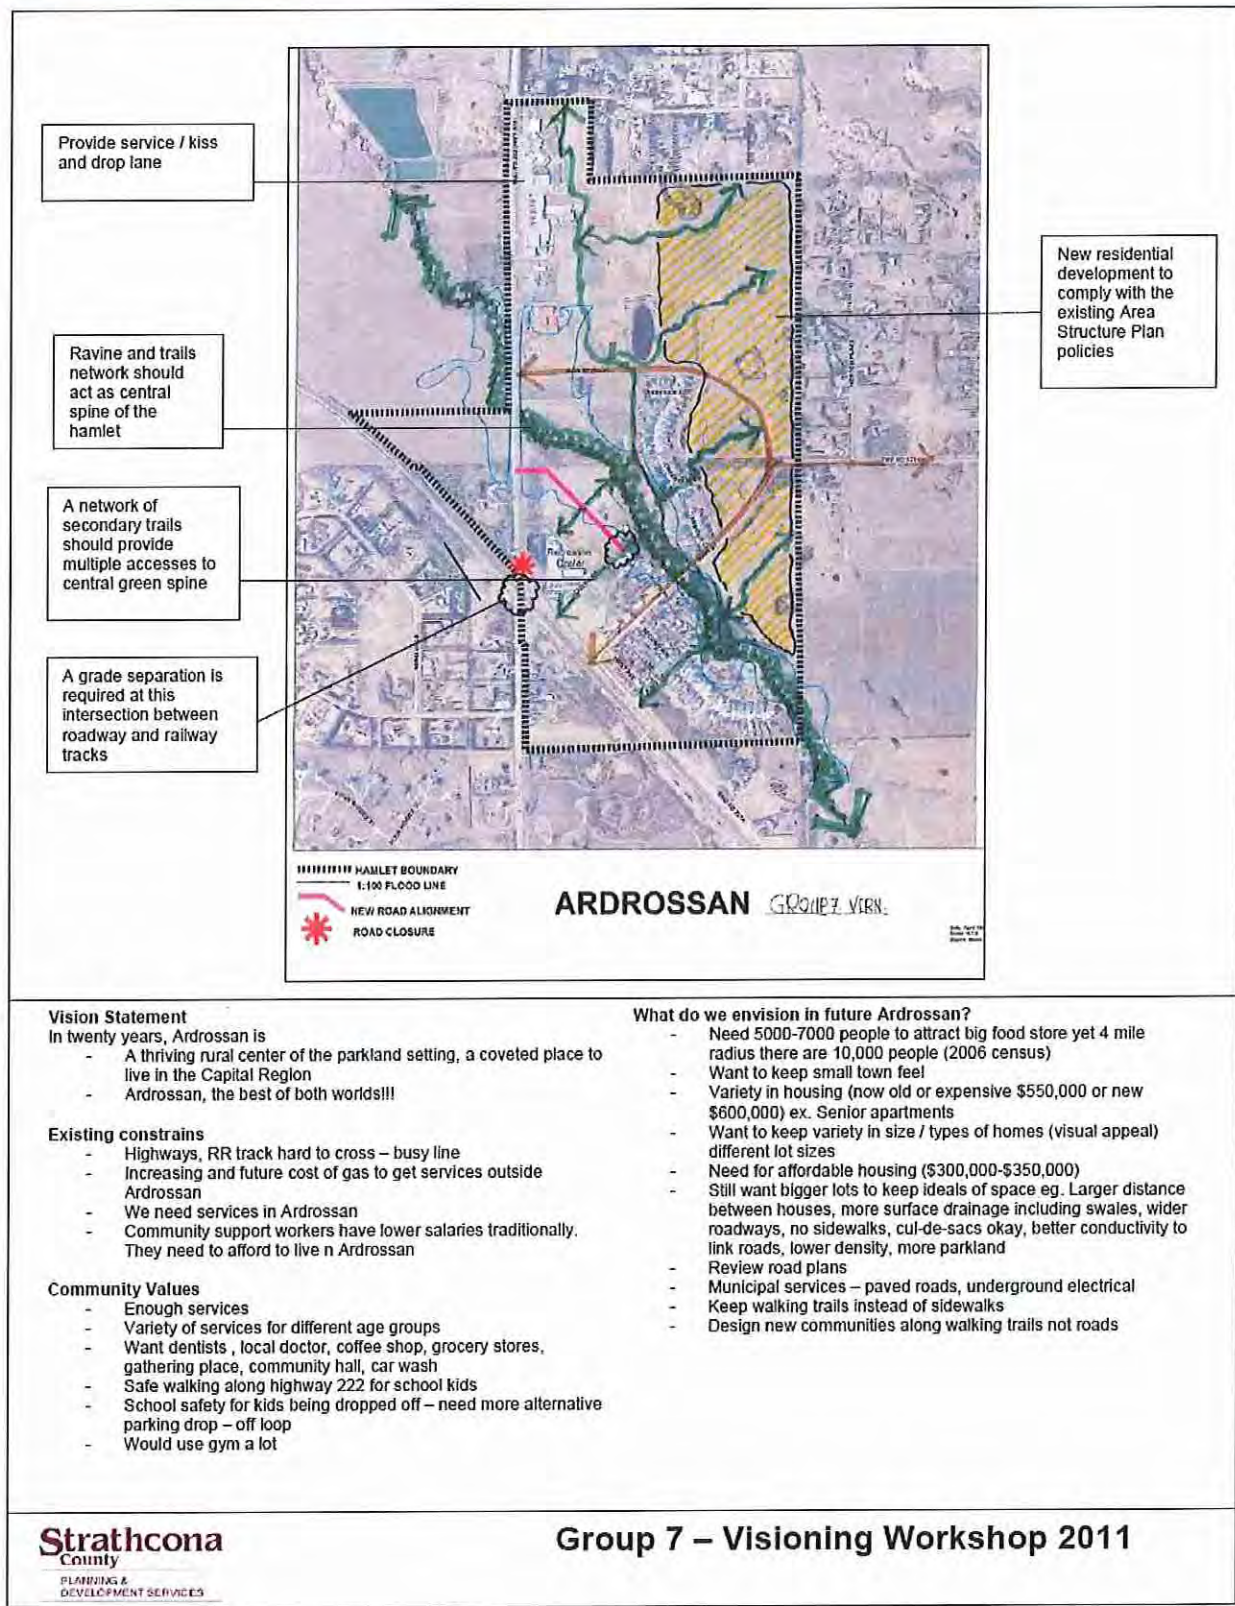 Provide service / kiss
and drop lane
Ravine and trails
network should
act as central
spine of the
hamlet
A network of
secondary trails
should provide
multiple accesses to
central green spine
A grade separation is
required at this
intersection between
roadway and railway
tracks
New residential
development to
comply with the
existing Area
Structure Plan
policies
Recreation
Center
HAMLET BOUNDARY
1:100 FLOOD LINE
NEW ROAD ALIGNMENT
ROAD CLOSURE
ARDROSSAN GROUP 7 VERN.
Vision Statement
In twenty years, Ardrossan is
- A thriving rural center of the parkland setting, a coveted place to
live in the Capital Region
- Ardrossan, the best of both worlds!!!
Existing constrains
- Highways, RR track hard to cross – busy line
- Increasing and future cost of gas to get services outside
Ardrossan
- We need services in Ardrossan
- Community support workers have lower salaries traditionally.
They need to afford to live n Ardrossan
Community Values
- Enough services
- Variety of services for different age groups
- Want dentists , local doctor, coffee shop, grocery stores,
gathering place, community hall, car wash
- Safe walking along highway 222 for school kids
- School safety for kids being dropped off – need more alternative
parking drop – off loop
- Would use gym a lot
What do we envision in future Ardrossan?
- Need 5000-7000 people to attract big food store yet 4 mile
radius there are 10,000 people (2006 census)
- Want to keep small town feel
- Variety in housing (now old or expensive $550,000 or new
$600,000) ex. Senior apartments
- Want to keep variety in size / types of homes (visual appeal)
different lot sizes
- Need for affordable housing ($300,000-$350,000)
- Still want bigger lots to keep ideals of space eg. Larger distance
between houses, more surface drainage including swales, wider
roadways, no sidewalks, cul-de-sacs okay, better conductivity to
link roads, lower density, more parkland
- Review road plans
- Municipal services – paved roads, underground electrical
- Keep walking trails instead of sidewalks
- Design new communities along walking trails not roads
Strathcona
County
PLANNING &
DEVELOPMENT SERVICES
Group 7 – Visioning Workshop 2011